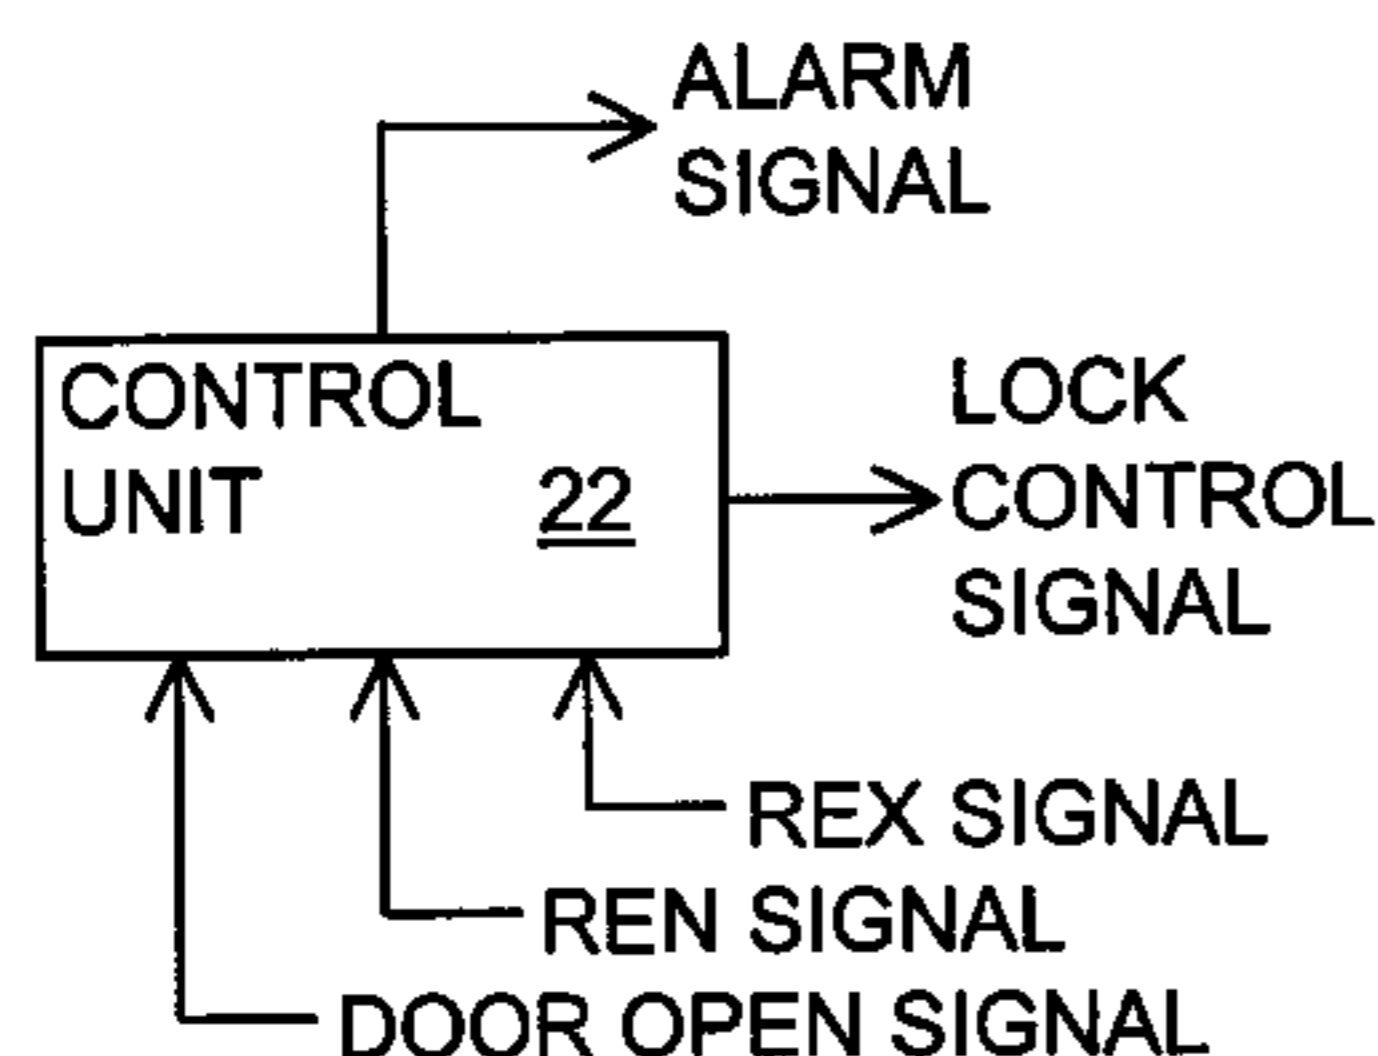 ALARM
SIGNAL
CONTROL
UNIT 22
LOCK
CONTROL
SIGNAL
REX SIGNAL
REN SIGNAL
DOOR OPEN SIGNAL